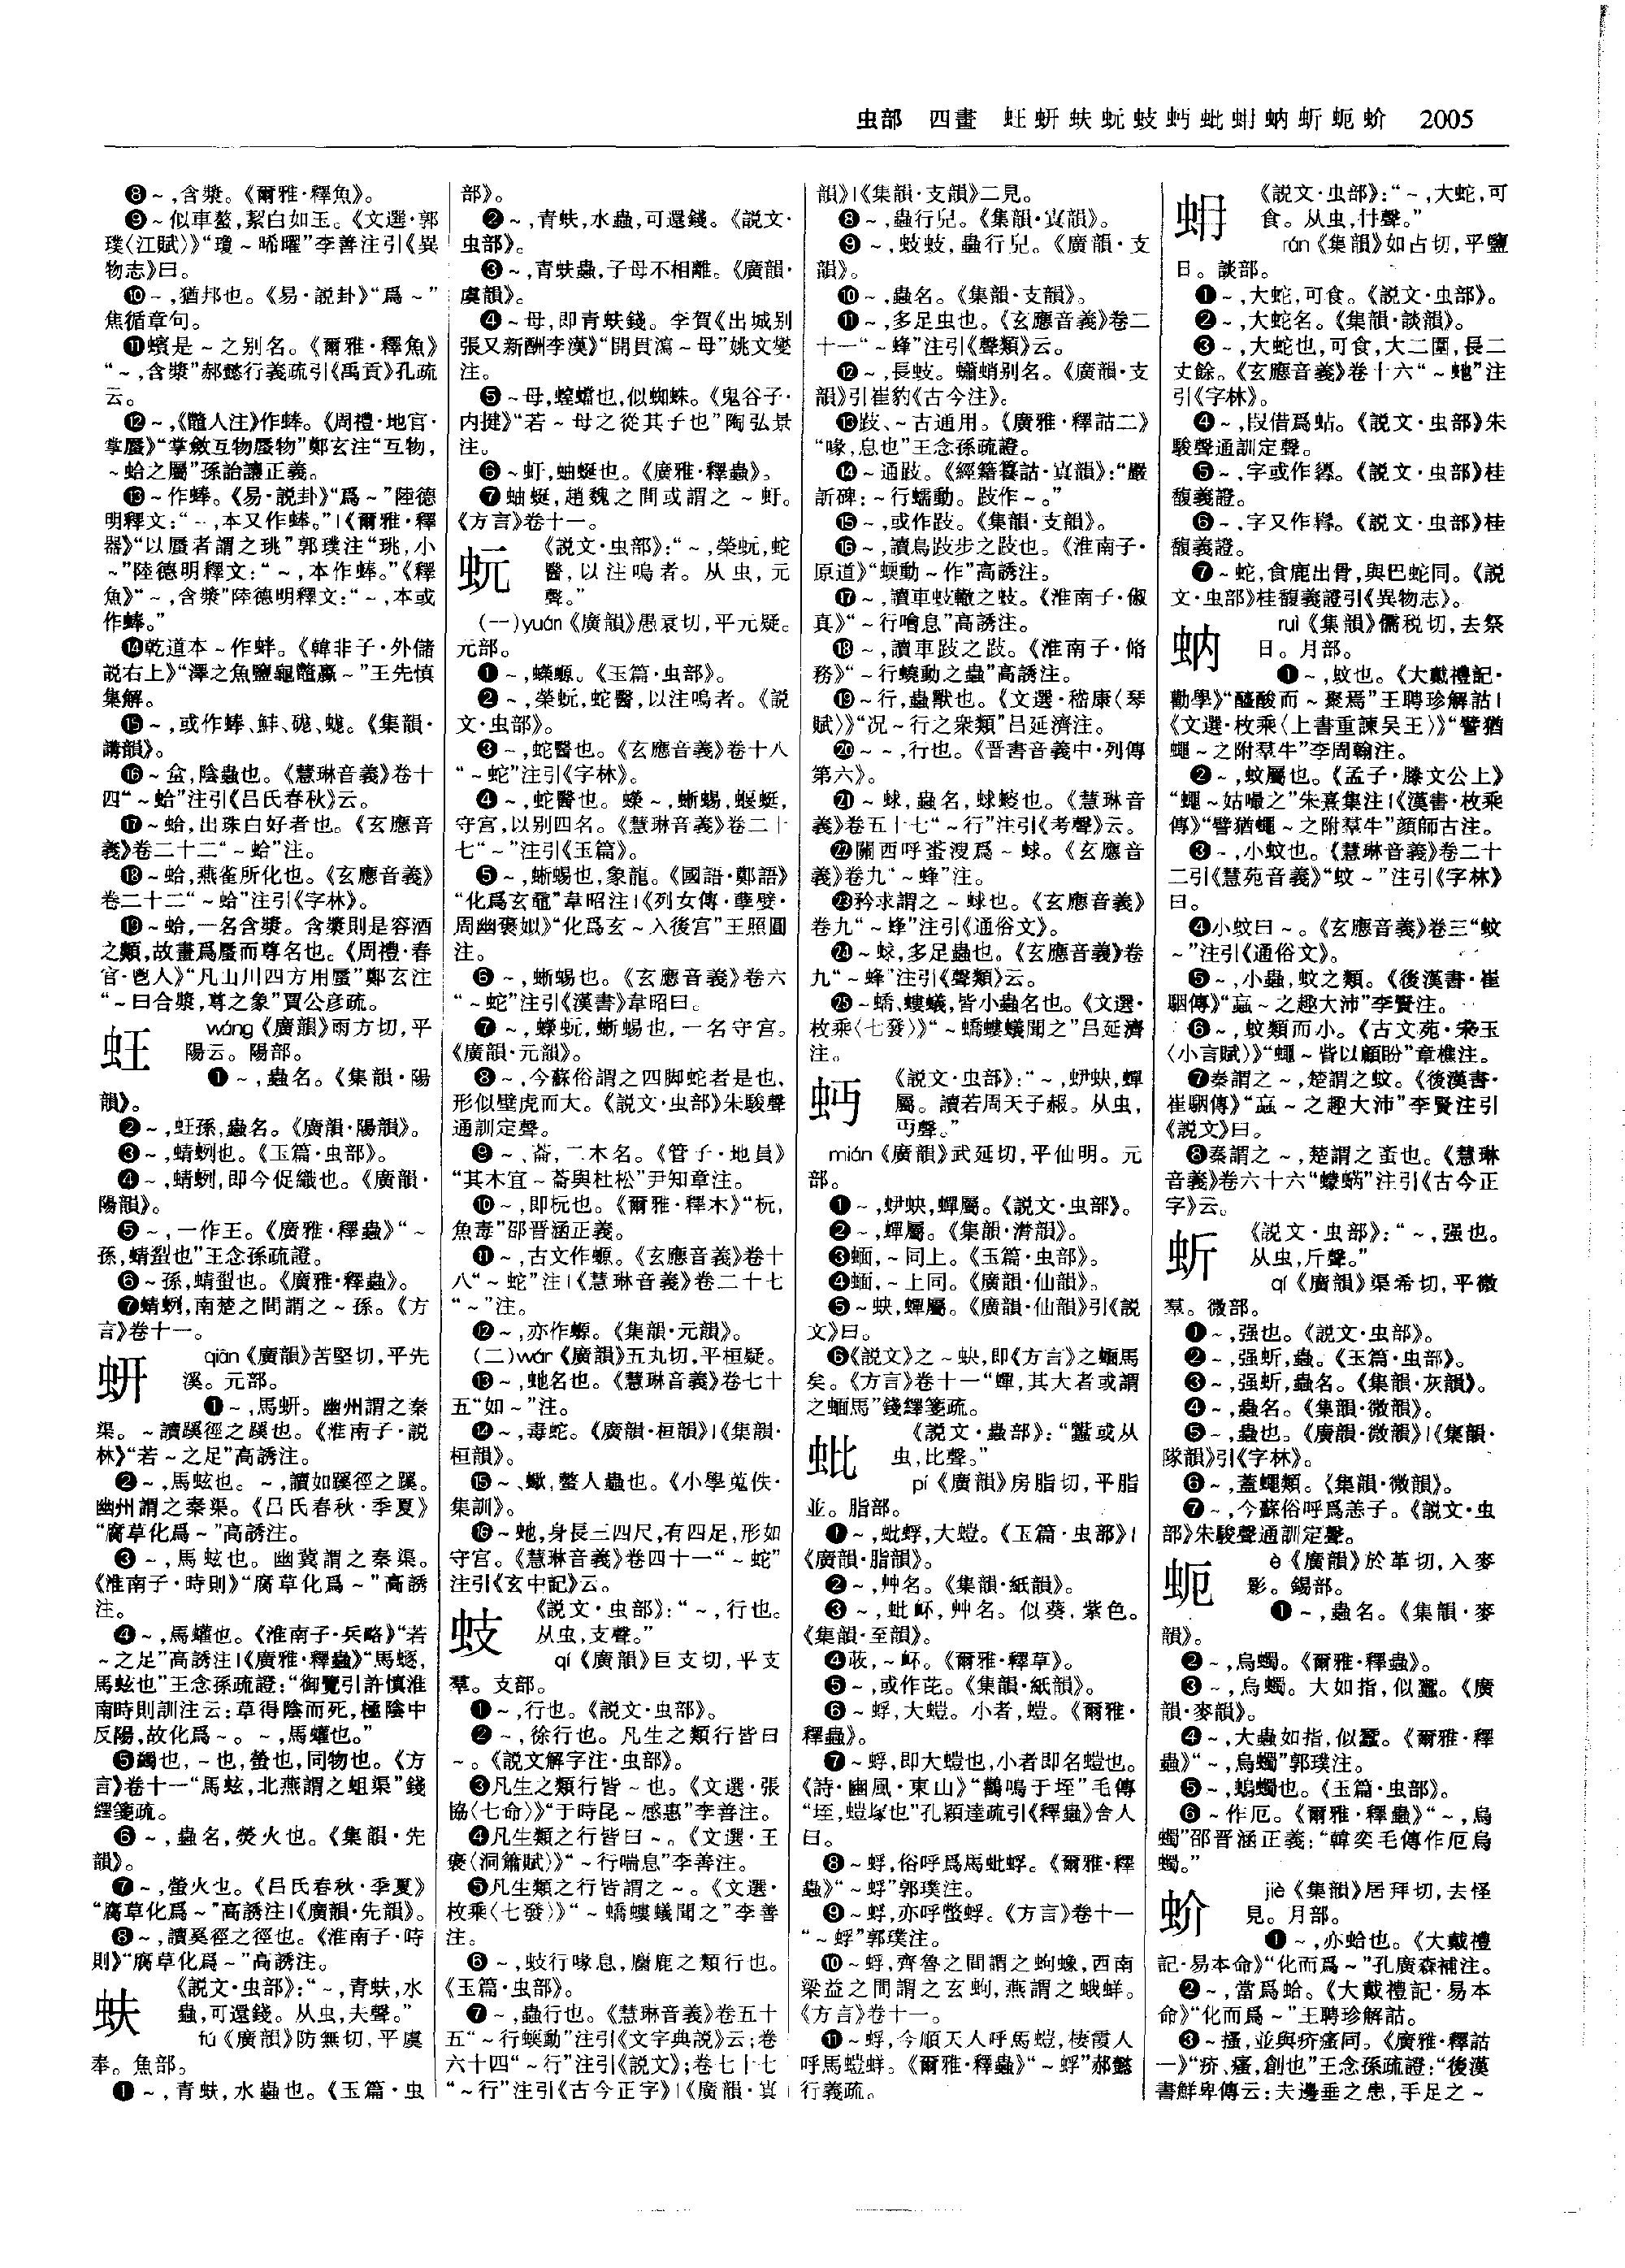 虫部　四畫　蚟蚈蚨蚖蚑蚐蚍蚦蚋蚚蚅蚧　2005
❽～,含漿。《爾雅·釋魚》。
❾～似車螯,絜白如玉。《文選·郭
璞〈江賦〉》“瓊～晞曜”李善注引《異
物志》曰。
❿～,猶邦也。《易·說卦》“爲～”
焦循章句。
⓫蠙是～之别名。《爾雅·釋魚》
“～,含漿”郝懿行義疏引《禹貢》孔疏
云。
⓬～,《鼈人注》作蜯。《周禮·地官·
掌蜃》“掌斂互物蜃物”鄭玄注“互物,
～蛤之屬”孫詒讓正義。
⓭～作蜯。《易·說卦》“爲～”陸德
明釋文:“～,本又作蜯。”|《爾雅·釋
器》“以蜃者謂之珧”郭璞注“珧,小
～”陸德明釋文:“～,本作蜯。”《釋
魚》“～,含漿”陸德明釋文:“～,本或
作蜯。”
⓮乾道本～作蚌。《韓非子·外儲
說右上》“澤之魚鹽龜鼈蠃～”王先慎
集解。
⓯～,或作蜯、鮮、硥、蛖。《集韻·
講韻》。
⓰～盒,陰蟲也。《慧琳音義》卷十
四“～蛤”注引《吕氏春秋》云。
⓱～蛤,出珠白好者也。《玄應音
義》卷二十二“～蛤”注。
⓲～蛤,燕雀所化也。《玄應音義》
卷二十二“～蛤”注引《字林》。
⓳～蛤,一名含漿。含漿則是容酒
之類,故畫爲蜃而尊名也。《周禮·春
官·鬯人》“凡山川四方用蜃”鄭玄注
“～曰合漿,尊之象”賈公彦疏。
蚟　wáng《廣韻》雨方切,平
陽云。陽部。
❶～,蟲名。《集韻·陽
韻》。
❷～,蚟孫,蟲名。《廣韻·陽韻》。
❸～,蜻蛚也。《玉篇·虫部》。
❹～,蜻蛚,即今促織也。《廣韻·
陽韻》。
❺～,一作王。《廣雅·釋蟲》“～
孫,蜻蛚也”王念孫疏證。
❻～孫,蜻蛚也。《廣雅·釋蟲》。
❼蜻蛚,南楚之間謂之～孫。《方
言》卷十一。
蚈　qiān《廣韻》苦堅切,平先
溪。元部。
❶～,馬蚈。幽州謂之秦
渠。～讀蹊徑之蹊也。《淮南子·說
林》“若～之足”高誘注。
❷～,馬蚿也。～,讀如蹊徑之蹊。
幽州謂之秦渠。《吕氏春秋·季夏》
“腐草化爲～”高誘注。
❸～,馬蚿也。幽冀謂之秦渠。
《淮南子·時則》“腐草化爲～”高誘
注。
❹～,馬蠸也。《淮南子·兵略》“若
～之足”高誘注|《廣雅·釋蟲》“馬蚿,
馬蚿也”王念孫疏證:“御覽引許慎淮
南時則訓注云:草得陰而死,極陰中
反陽,故化爲～。～,馬蠸也。”
❺蠲也,～也,螢也,同物也。《方
言》卷十一“馬蚿,北燕謂之蛆渠”錢
繹箋疏。
❻～,蟲名,熒火也。《集韻·先
韻》。
❼～,螢火也。《吕氏春秋·季夏》
“腐草化爲～”高誘注|《廣韻·先韻》。
❽～,讀奚徑之徑也。《淮南子·時
則》“腐草化爲～”高誘注。
蚨　《說文·虫部》:“～,青蚨,水
蟲,可還錢。从虫,夫聲。”
fú《廣韻》防無切,平虞
奉。魚部。
❶～,青蚨,水蟲也。《玉篇·虫
部》。
❷～,青蚨,水蟲,可還錢。《說文·
虫部》。
❸～,青蚨蟲,子母不相離。《廣韻·
虞韻》。
❹～母,即青蚨錢。李賀《出城别
張又新酬李漢》“開貫瀉～母”姚文燮
注。
❺～母,螳蟷也,似蜘蛛。《鬼谷子·
内揵》“若～母之從其子也”陶弘景
注。
❻～虶,蚰蜒也。《廣雅·釋蟲》。
❼蚰蜒,趙魏之間或謂之～虶。
《方言》卷十一。
蚖　《說文·虫部》:“～,榮蚖,蛇
醫,以注鳴者。从虫,元
聲。”
(一)yuán《廣韻》愚袁切,平元疑。
元部。
❶～,蠑螈。《玉篇·虫部》。
❷～,榮蚖,蛇醫,以注鳴者。《說
文·虫部》。
❸～,蛇醫也。《玄應音義》卷十八
“～蛇”注引《字林》。
❹～,蛇醫也。蠑～,蜥蜴,蝘蜓,
守宫,以别四名。《慧琳音義》卷二十
七“～”注引《玉篇》。
❺～,蜥蜴也,象龍。《國語·鄭語》
“化爲玄黿”韋昭注|《列女傳·孽嬖·
周幽褒姒》“化爲玄～入後宫”王照圓
注。
❻～,蜥蜴也。《玄應音義》卷六
“～蛇”注引《漢書》韋昭曰。
❼～,蠑蚖,蜥蜴也,一名守宫。
《廣韻·元韻》。
❽～,今蘇俗謂之四脚蛇者是也,
形似壁虎而大。《說文·虫部》朱駿聲
通訓定聲。
❾～、菕,二木名。《管子·地員》
“其木宜～菕與杜松”尹知章注。
❿～,即杬也。《爾雅·釋木》“杬,
魚毒”邵晋涵正義。
⓫～,古文作螈。《玄應音義》卷十
八“～蛇”注|《慧琳音義》卷二十七
“～”注。
⓬～,亦作螈。《集韻·元韻》。
(二)wán《廣韻》五丸切,平桓疑。
⓭～,虵名也。《慧琳音義》卷七十
五“如～”注。
⓮～,毒蛇。《廣韻·桓韻》|《集韻·
桓韻》。
⓯～、蝮,螫人蟲也。《小學蒐佚·
集訓》。
⓰～虵,身長三四尺,有四足,形如
守宫。《慧琳音義》卷四十一“～蛇”
注引《玄中記》云。
蚑　《說文·虫部》:“～,行也。
从虫,支聲。”
qí《廣韻》巨支切,平支
羣。支部。
❶～,行也。《說文·虫部》。
❷～,徐行也。凡生之類行皆曰
～。《說文解字注·虫部》。
❸凡生之類行皆～也。《文選·張
協〈七命〉》“于時昆～感惠”李善注。
❹凡生類之行皆曰～。《文選·王
褒〈洞簫賦〉》“～行喘息”李善注。
❺凡生類之行皆謂之～。《文選·
枚乘〈七發〉》“～蟜螻蟻聞之”李善
注。
❻～,蚑行喙息,麏鹿之類行也。
《玉篇·虫部》。
❼～,蟲行也。《慧琳音義》卷五十
五“～行蝡動”注引《文字典說》云;卷
六十四“～行”注引《說文》;卷七十七
“～行”注引《古今正字》|《廣韻·寘
韻》|《集韻·支韻》二見。
❽～,蟲行皃。《集韻·寘韻》。
❾～,蚑蚑,蟲行皃。《廣韻·支
韻》。
❿～,蟲名。《集韻·支韻》。
⓫～,多足虫也。《玄應音義》卷二
十一“～蜂”注引《聲類》云。
⓬～,長蚑。蠨蛸别名。《廣韻·支
韻》引崔豹《古今注》。
⓭跂、～古通用。《廣雅·釋詁二》
“喙,息也”王念孫疏證。
⓮～通跂。《經籍籑詁·寘韻》:“嚴
訢碑:～行蠕動。跂作～。”
⓯～,或作跂。《集韻·支韻》。
⓰～,讀鳥跂步之跂也。《淮南子·
原道》“蝡動～作”高誘注。
⓱～,讀車蚑轍之蚑。《淮南子·俶
真》“～行噲息”高誘注。
⓲～,讀車跂之跂。《淮南子·脩
務》“～行蟯動之蟲”高誘注。
⓳～行,蟲獸也。《文選·嵇康〈琴
賦〉》“况～行之衆類”吕延濟注。
⓴～～,行也。《晋書音義中·列傳
第六》。
㉑～蛷,蟲名,蛷螋也。《慧琳音
義》卷五十七“～行”注引《考聲》云。
㉒關西呼蛩溲爲～蛷。《玄應音
義》卷九“～蜂”注。
㉓矜求謂之～蛷也。《玄應音義》
卷九“～蜂”注引《通俗文》。
㉔～蛷,多足蟲也。《玄應音義》卷
九“～蜂”注引《聲類》云。
㉕～蟜、螻蟻,皆小蟲名也。《文選·
枚乘〈七發〉》“～蟜螻蟻聞之”吕延濟
注。
《說文·虫部》:“～,蚜蚗,蟬
屬。讀若周天子赧。从虫,
丏聲。”
mián《廣韻》武延切,平仙明。元
部。
❶～,蚜蚗,蟬屬。《說文·虫部》。
❷～,蟬屬。《集韻·潸韻》。
❸蝒,～同上。《玉篇·虫部》。
❹蝒,～上同。《廣韻·仙韻》。
❺～蚗,蟬屬。《廣韻·仙韻》引《說
文》曰。
❻《說文》之～蚗,即《方言》之蝒馬
矣。《方言》卷十一“蟬,其大者或謂
之蝒馬”錢繹箋疏。
蚍　《說文·蟲部》:“蠶或从
虫,比聲。”
pí《廣韻》房脂切,平脂
並。脂部。
❶～,蚍蜉,大螘。《玉篇·虫部》|
《廣韻·脂韻》。
❷～,艸名。《集韻·紙韻》。
❸～,蚍衃,艸名。似葵,紫色。
《集韻·至韻》。
❹荍,～衃。《爾雅·釋草》。
❺～,或作芘。《集韻·紙韻》。
❻～蜉,大螘。小者,螘。《爾雅·
釋蟲》。
❼～蜉,即大螘也,小者即名螘也。
《詩·豳風·東山》“鸛鳴于垤”毛傳
“垤,螘塚也”孔穎達疏引《釋蟲》舍人
曰。
❽～蜉,俗呼爲馬蚍蜉。《爾雅·釋
蟲》“～蜉”郭璞注。
❾～蜉,亦呼蟞蜉。《方言》卷十一
“～蜉”郭璞注。
❿～蜉,齊魯之間謂之蚼蟓,西南
梁益之間謂之玄蚼,燕謂之蛾蛘。
《方言》卷十一。
⓫～蜉,今順天人呼馬螘,棲霞人
呼馬螘蛘。《爾雅·釋蟲》“～蜉”郝懿
行義疏。
蚦　《說文·虫部》:“～,大蛇,可
食。从虫,冄聲。”
rán《集韻》如占切,平鹽
日。談部。
❶～,大蛇,可食。《說文·虫部》。
❷～,大蛇名。《集韻·談韻》。
❸～,大蛇也,可食,大二圍,長二
丈餘。《玄應音義》卷十六“～虵”注
引《字林》。
❹～,叚借爲蛅。《說文·虫部》朱
駿聲通訓定聲。
❺～,字或作 。《說文·虫部》桂
馥義證。
❻～,字又作 。《說文·虫部》桂
馥義證。
❼～蛇,食鹿出骨,與巴蛇同。《說
文·虫部》桂馥義證引《異物志》。
蚋　ruì《集韻》儒税切,去祭
日。月部。
❶～,蚊也。《大戴禮記·
勸學》“醯酸而～聚焉”王聘珍解詁|
《文選·枚乘〈上書重諫吴王〉》“譬猶
蠅～之附羣牛”李周翰注。
❷～,蚊屬也。《孟子·滕文公上》
“蠅～姑嘬之”朱熹集注|《漢書·枚乘
傳》“譬猶蠅～之附羣牛”顔師古注。
❸～,小蚊也。《慧琳音義》卷二十
二引《慧苑音義》“蚊～”注引《字林》
曰。
❹小蚊曰～。《玄應音義》卷三“蚊
～”注引《通俗文》。
❺～,小蟲,蚊之類。《後漢書·崔
駰傳》“蝱～之趣大沛”李賢注。
❻～,蚊類而小。《古文苑·宋玉
〈小言賦〉》“蠅～眥以顧盼”章樵注。
❼秦謂之～,楚謂之蚊。《後漢書·
崔駰傳》“蝱～之趣大沛”李賢注引
《說文》曰。
❽秦謂之～,楚謂之蚉也。《慧琳
音義》卷六十六“蠓蜹”注引《古今正
字》云。
蚚　《說文·虫部》:“～,强也。
从虫,斤聲。”
qí《廣韻》渠希切,平微
羣。微部。
❶～,强也。《說文·虫部》。
❷～,强蚚,蟲。《玉篇·虫部》。
❸～,强蚚,蟲名。《集韻·灰韻》。
❹～,蟲名。《集韻·微韻》。
❺～,蟲也。《廣韻·微韻》|《集韻·
隊韻》引《字林》。
❻～,蓋蠅類。《集韻·微韻》。
❼～,今蘇俗呼爲恙子。《說文·虫
部》朱駿聲通訓定聲。
蚅　è《廣韻》於革切,入麥
影。錫部。
❶～,蟲名。《集韻·麥
韻》。
❷～,烏蠋。《爾雅·釋蟲》。
❸～,烏蠋。大如指,似蠶。《廣
韻·麥韻》。
❹～,大蟲如指,似蠶。《爾雅·釋
蟲》“～,烏蠋”郭璞注。
❺～,螐蠋也。《玉篇·虫部》。
❻～作厄。《爾雅·釋蟲》“～,烏
蠋”邵晋涵正義:“韓奕毛傳作厄烏
蠋。”
蚧　jiè《集韻》居拜切,去怪
見。月部。
❶～,亦蛤也。《大戴禮
記·易本命》“化而爲～”孔廣森補注。
❷～,當爲蛤。《大戴禮記·易本
命》“化而爲～”王聘珍解詁。
❸～搔,並與疥瘙同。《廣雅·釋詁
一》“疥、瘙,創也”王念孫疏證:“後漢
書鮮卑傳云:夫邊垂之患,手足之～